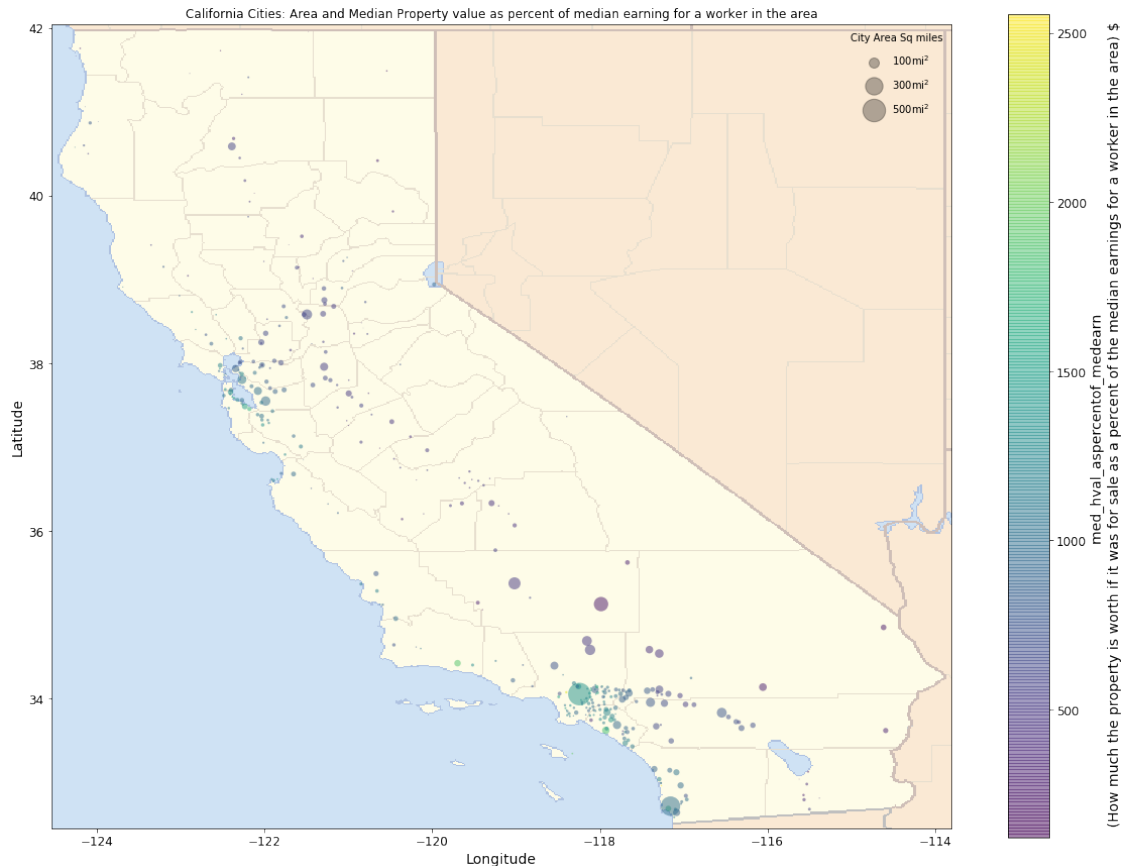 California Cities: Area and Median Property value as percent of median earning for a worker in the area
City Area Sq miles
100mi²
300mi²
500mi²
42
40
38
36
34
Latitude
−124
−122
−120
−118
−116
−114
Longitude
2500
2000
1500
1000
500
med_hval_aspercentof_medearn
(How much the property is worth if it was for sale as a percent of the median earnings for a worker in the area) $